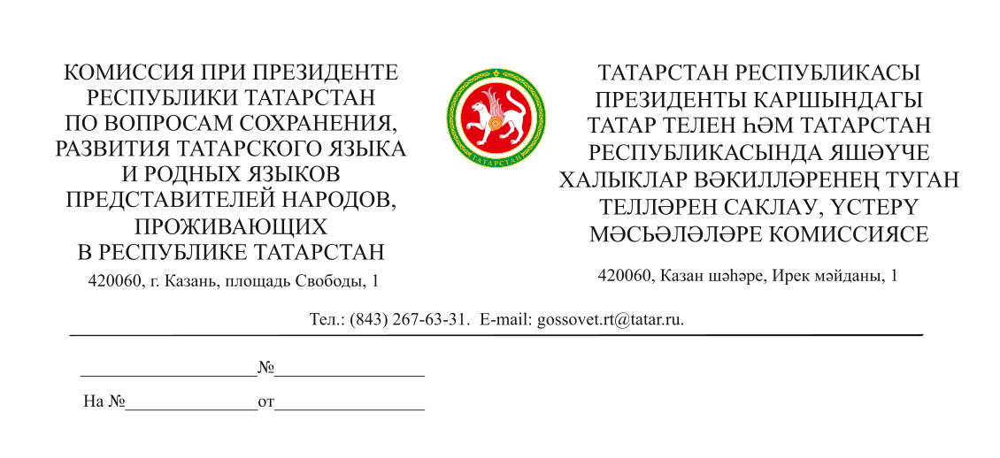 КОМИССИЯ ПРИ ПРЕЗИДЕНТЕ
РЕСПУБЛИКИ ТАТАРСТАН
ПО ВОПРОСАМ СОХРАНЕНИЯ,
РАЗВИТИЯ ТАТАРСКОГО ЯЗЫКА
И РОДНЫХ ЯЗЫКОВ
ПРЕДСТАВИТЕЛЕЙ НАРОДОВ,
ПРОЖИВАЮЩИХ
В РЕСПУБЛИКЕ ТАТАРСТАН
420060, г. Казань, площадь Свободы, 1
ТАТАРСТАН
ТАТАРСТАН РЕСПУБЛИКАСЫ
ПРЕЗИДЕНТЫ КАРШЫНДАГЫ
ТАТАР ТЕЛЕН ҺӘМ ТАТАРСТАН
РЕСПУБЛИКАСЫНДА ЯШӘҮЧЕ
ХАЛЫКЛАР ВӘКИЛЛӘРЕНЕҢ ТУГАН
ТЕЛЛӘРЕН САКЛАУ, ҮСТЕРҮ
МӘСЬӘЛӘЛӘРЕ КОМИССИЯСЕ
420060, Казан шәһәре, Ирек мәйданы, 1
Тел.: (843) 267-63-31. E-mail: gossovet.rt@tatar.ru.
____________________№_________________
На №_______________от_________________